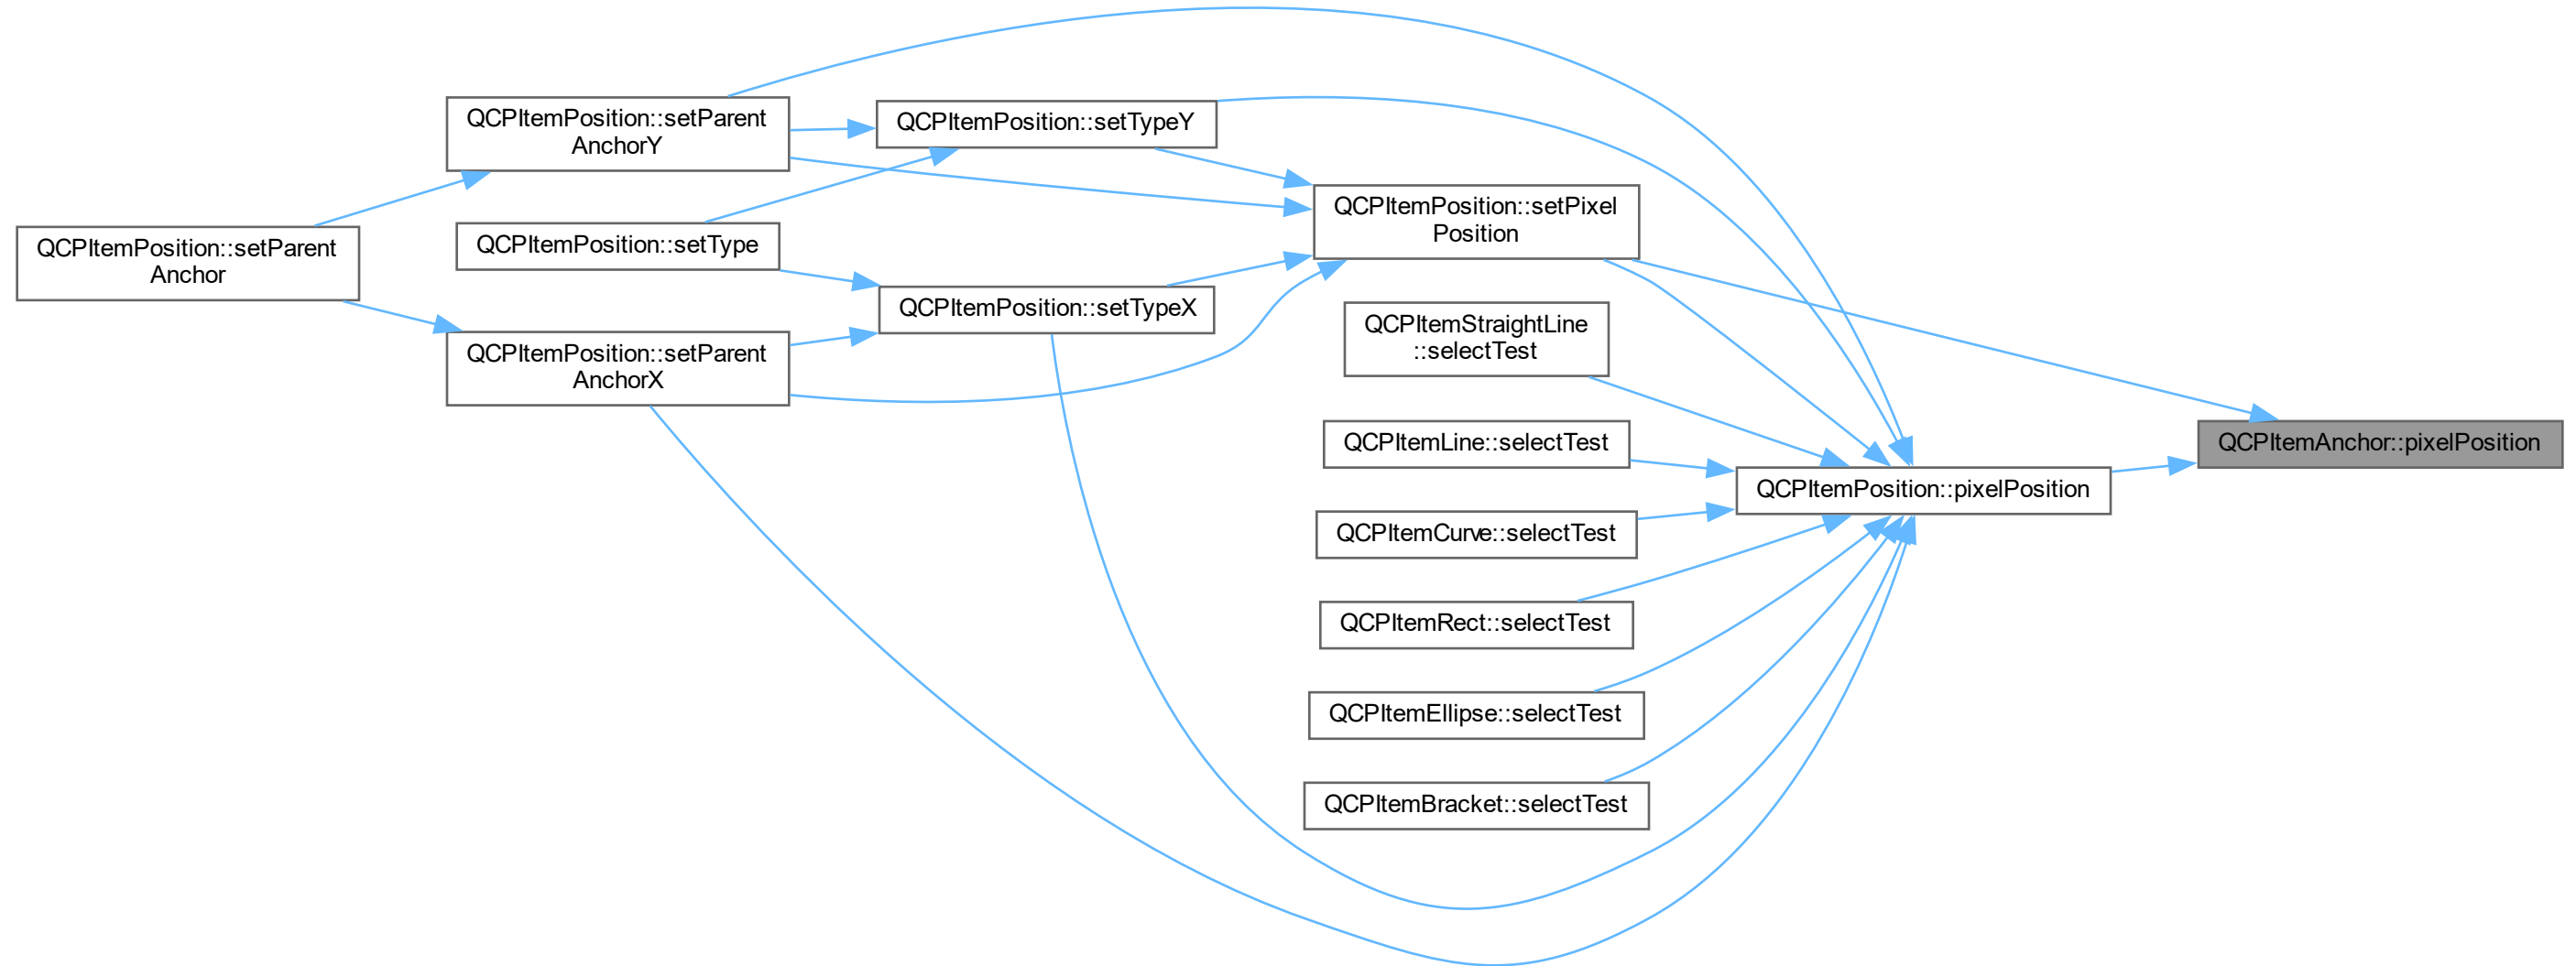 QCPItemPosition::setParent
AnchorY
QCPItemPosition::setTypeY
QCPItemPosition::setPixel
Position
QCPItemPosition::setType
QCPItemPosition::setParent
Anchor
QCPItemPosition::setTypeX
QCPItemStraightLine
::selectTest
QCPItemPosition::setParent
AnchorX
QCPItemLine::selectTest
QCPItemAnchor::pixelPosition
QCPItemPosition::pixelPosition
QCPItemCurve::selectTest
QCPItemRect::selectTest
QCPItemEllipse::selectTest
QCPItemBracket::selectTest